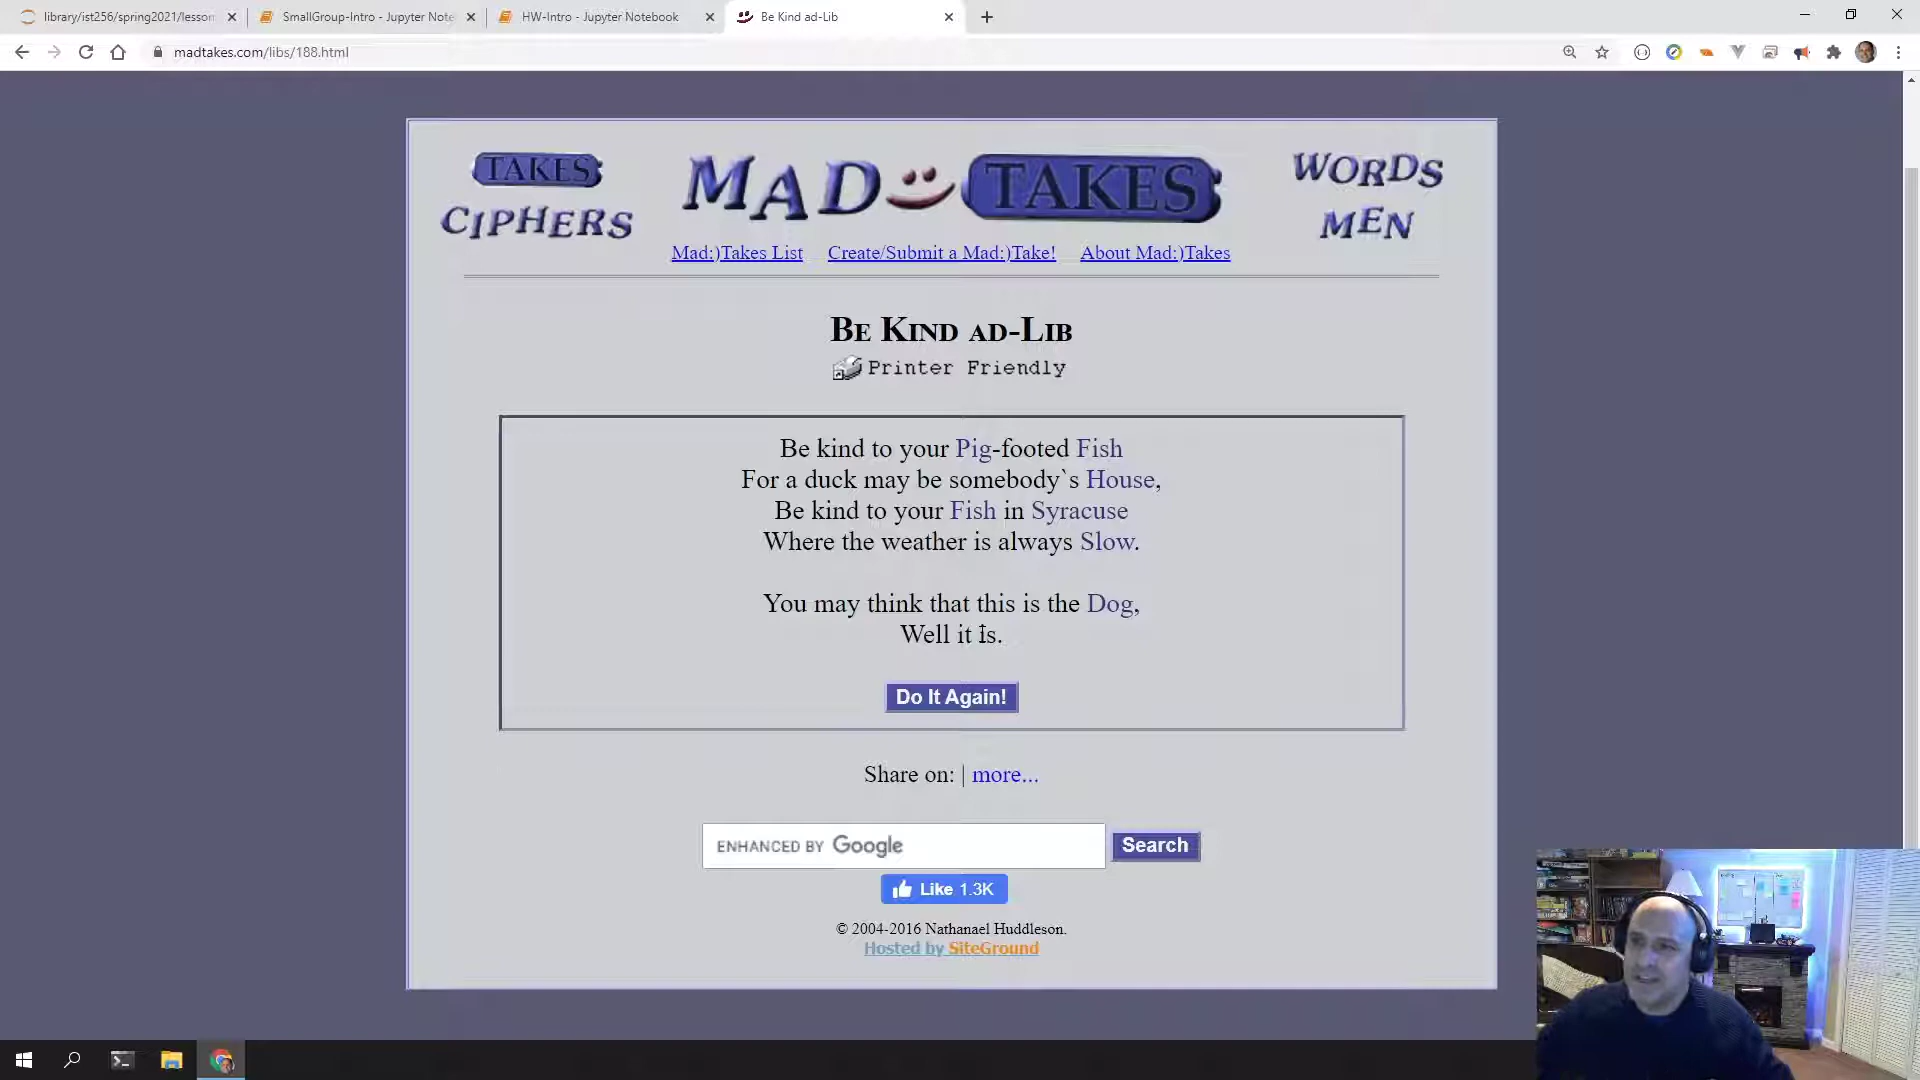 library/ist256/spring2021/lesson
SmallGroup-Intro - Jupyter Note
HW-Intro - Jupyter Notebook
Be Kind ad-Lib
madtakes.com/libs/188.html
TAKES
CIPHERS
MAD TAKES
WORDS
MEN
Mad:)Takes List Create/Submit a Mad:)Take! About Mad:)Takes
Be Kind ad-Lib
Printer Friendly
Be kind to your Pig-footed Fish
For a duck may be somebody`s House,
Be kind to your Fish in Syracuse
Where the weather is always Slow.
You may think that this is the Dog,
Well it is.
Do It Again!
Share on: | more...
ENHANCED BY Google
Search
Like 1.3K
© 2004-2016 Nathanael Huddleson.
Hosted by SiteGround